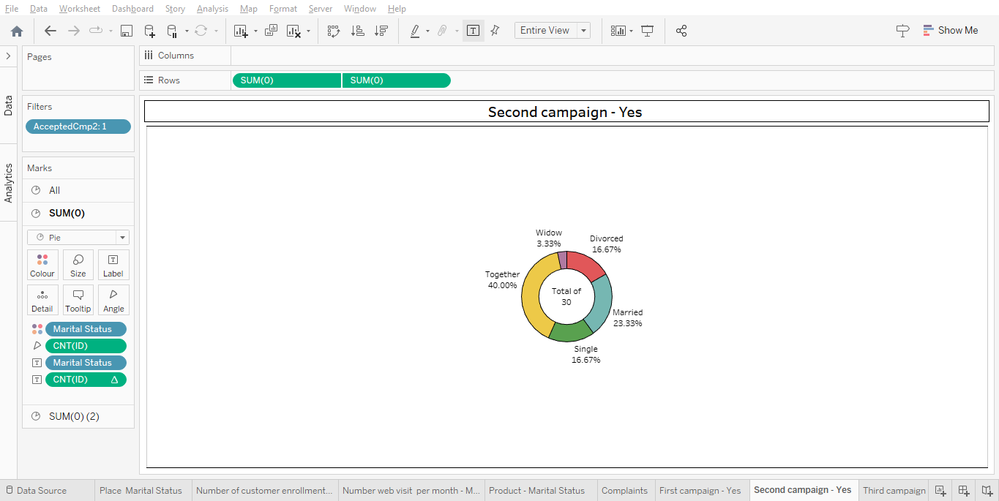 File Data Worksheet Dashboard Story Analysis Map Format Server Window Help
Entire View
Show Me
Data
Analytics
Pages
Columns
Rows
SUM(0) SUM(0)
Filters
AcceptedCmp2: 1
Marks
All
SUM(0)
Pie
Colour Size Label
Detail Tooltip Angle
Marital Status
CNT(ID)
Marital Status
CNT(ID) Δ
SUM(0) (2)
Second campaign - Yes
Widow
3.33%
Divorced
16.67%
Together
40.00%
Total of
30
Married
23.33%
Single
16.67%
Data Source Place Marital Status Number of customer enrollment... Number web visit per month - M... Product - Marital Status Complaints First campaign - Yes Second campaign - Yes Third campaign